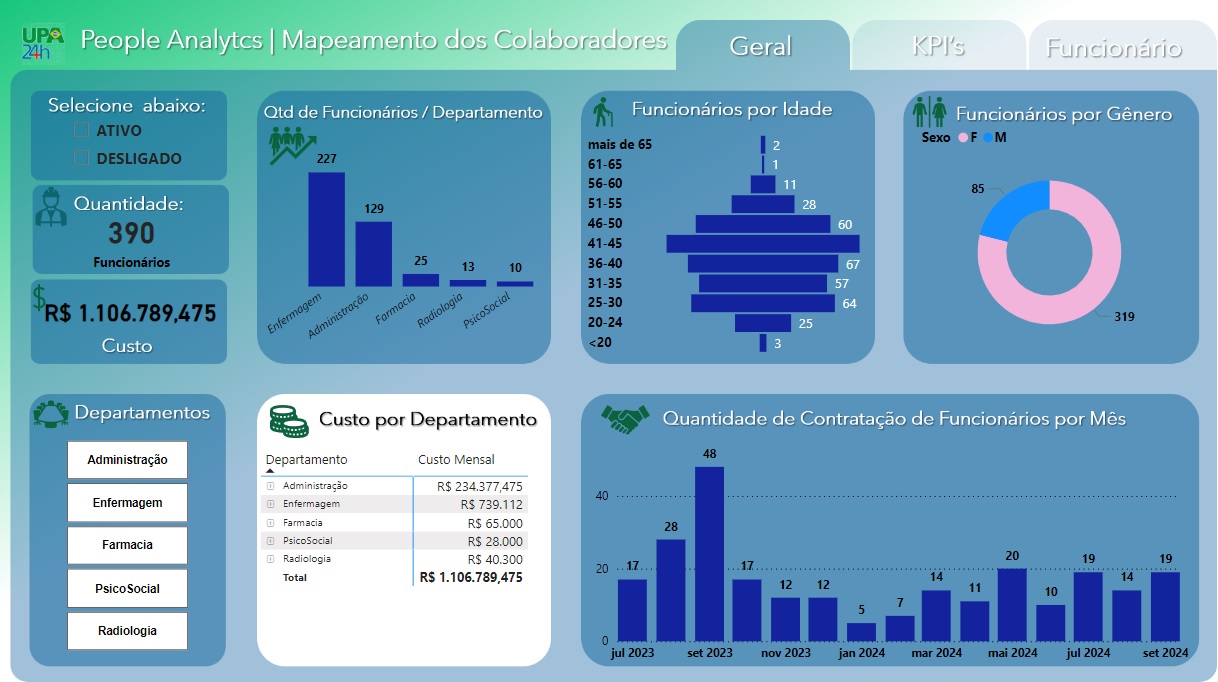 UPA
24h
People Analytcs | Mapeamento dos Colaboradores
Geral
KPI's
Funcionário
Selecione abaixo:
ATIVO
DESLIGADO
Quantidade:
390
Funcionários
$
R$ 1.106.789,475
Custo
Qtd de Funcionários / Departamento
227
129
25
13
10
Enfermagem
Administração
Farmacia
Radiologia
PsicoSocial
Funcionários por Idade
mais de 65 2
61-65 1
56-60 11
51-55 28
46-50 60
41-45
36-40 67
31-35 57
25-30 64
20-24 25
<20 3
Funcionários por Gênero
Sexo F M
85
319
Departamentos
Administração
Enfermagem
Farmacia
PsicoSocial
Radiologia
Custo por Departamento
Departamento Custo Mensal
Administração R$ 234.377,475
Enfermagem R$ 739.112
Farmacia R$ 65.000
PsicoSocial R$ 28.000
Radiologia R$ 40.300
Total R$ 1.106.789,475
Quantidade de Contratação de Funcionários por Mês
40
20
0
17
28
48
17
12
12
5
7
14
11
20
10
19
14
19
jul 2023
set 2023
nov 2023
jan 2024
mar 2024
mai 2024
jul 2024
set 2024